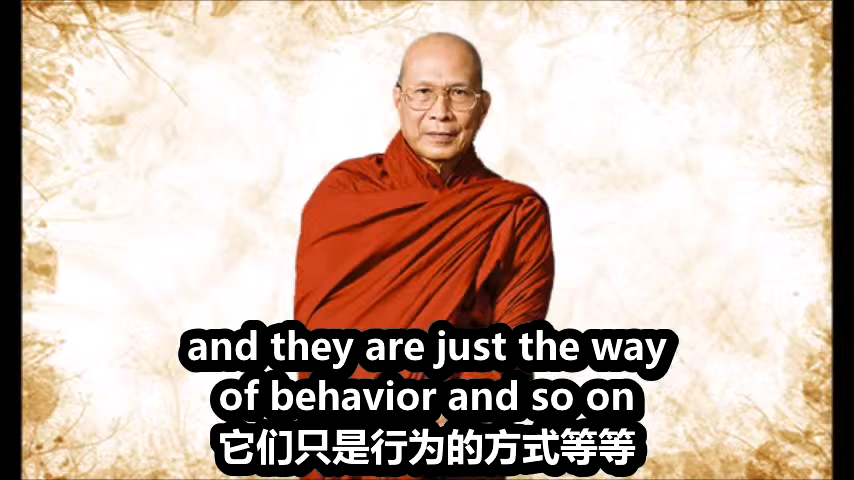 and they are just the way
of behavior and so on
它们只是行为的方式等等